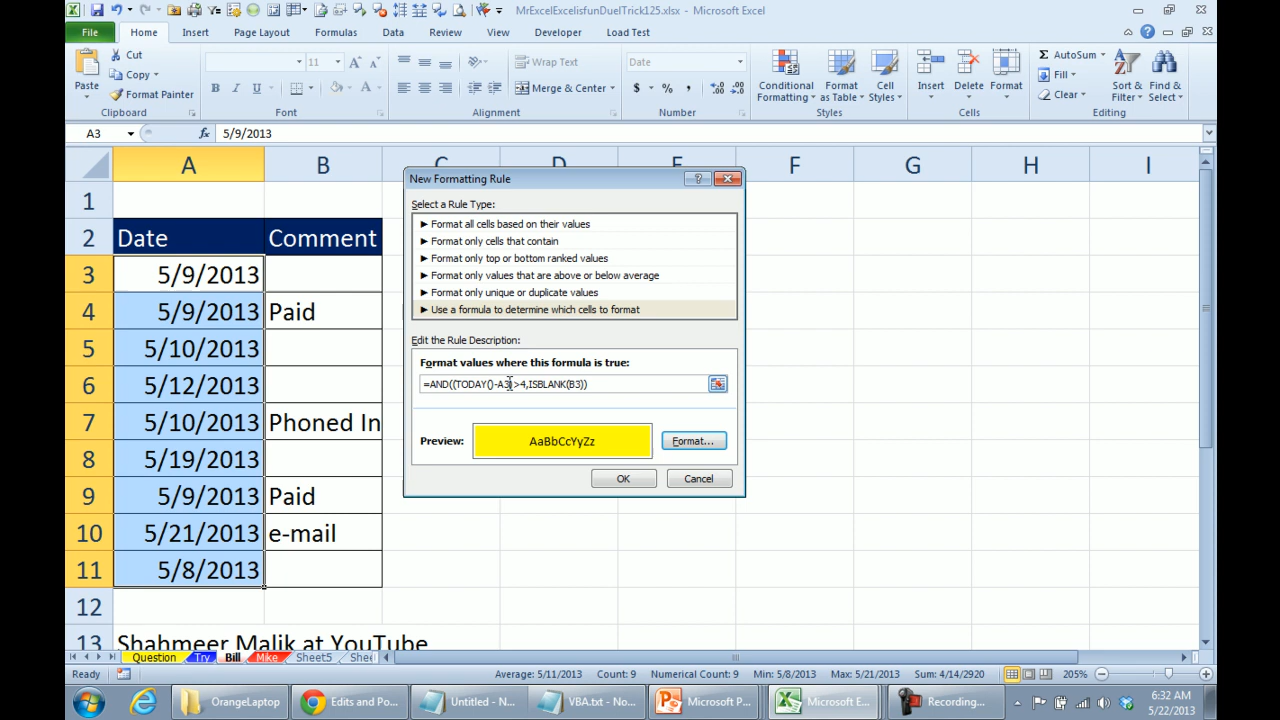 MrExcelExcelisfunDuelTrick125.xlsx - Microsoft Excel
File Home Insert Page Layout Formulas Data Review View Developer Load Test
Paste Cut Copy Format Painter Clipboard
11 B I U Font
Wrap Text Merge & Center Alignment
Date $ % , Number
Conditional Formatting Format as Table Cell Styles Styles
Insert Delete Format Cells
Σ AutoSum Fill Clear Sort & Filter Find & Select Editing
A3 fx 5/9/2013
A B C D E F G H I
1
2 Date Comment
3 5/9/2013
4 5/9/2013 Paid
5 5/10/2013
6 5/12/2013
7 5/10/2013 Phoned In
8 5/19/2013
9 5/9/2013 Paid
10 5/21/2013 e-mail
11 5/8/2013
12
13 Shahmeer Malik at YouTube
New Formatting Rule
Select a Rule Type:
► Format all cells based on their values
► Format only cells that contain
► Format only top or bottom ranked values
► Format only values that are above or below average
► Format only unique or duplicate values
► Use a formula to determine which cells to format
Edit the Rule Description:
Format values where this formula is true:
=AND((TODAY()-A3)>4,ISBLANK(B3))
Preview: AaBbCcYyZz Format...
OK Cancel
Question Try Bill Mike Sheet5 Shee
Ready Average: 5/11/2013 Count: 9 Numerical Count: 9 Min: 5/8/2013 Max: 5/21/2013 Sum: 4/14/2920 205%
OrangeLaptop Edits and Po... Untitled - N... VBA.txt - No... Microsoft P... Microsoft E... Recording... 6:32 AM
5/22/2013